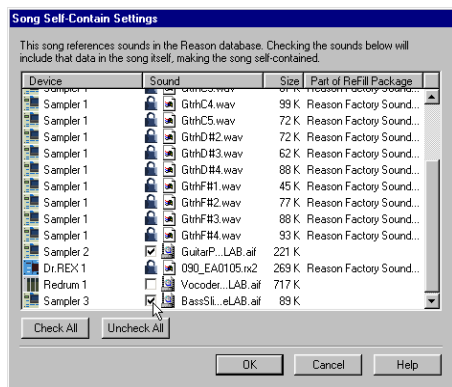 Song Self-Contain Settings
This song references sounds in the Reason database. Checking the sounds below will
include that data in the song itself, making the song self-contained.
Device Sound Size Part of ReFill Package
Sampler 1 GtrhC4.wav 99 K Reason Factory Sound...
Sampler 1 GtrhC5.wav 72 K Reason Factory Sound...
Sampler 1 GtrhD#2.wav 72 K Reason Factory Sound...
Sampler 1 GtrhD#3.wav 62 K Reason Factory Sound...
Sampler 1 GtrhD#4.wav 88 K Reason Factory Sound...
Sampler 1 GtrhF#1.wav 45 K Reason Factory Sound...
Sampler 1 GtrhF#2.wav 77 K Reason Factory Sound...
Sampler 1 GtrhF#3.wav 88 K Reason Factory Sound...
Sampler 1 GtrhF#4.wav 93 K Reason Factory Sound...
Sampler 2 GuitarP...LAB.aif 221 K
Dr.REX 1 090_EA0105.rx2 269 K Reason Factory Sound...
Redrum 1 Vocoder...LAB.aif 717 K
Sampler 3 BassSli...eLAB.aif 89 K
Check All Uncheck All
OK Cancel Help